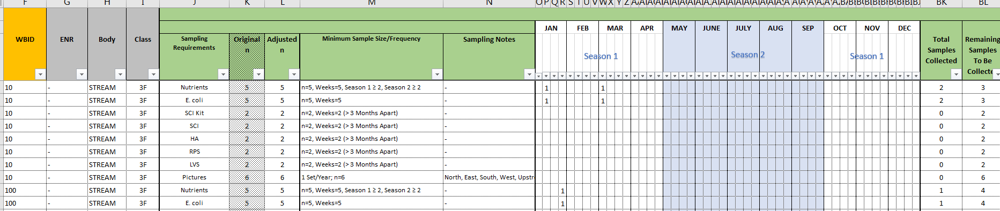 F G H I J K L M N O P Q R S T U V W X Y Z BK BL
JAN FEB MAR APR MAY JUNE JULY AUG SEP OCT NOV DEC
WBID ENR Body Class Sampling Requirements Original n Adjusted n Minimum Sample Size/Frequency Sampling Notes Season 1 Season 2 Season 1 Total Samples Collected Remaining Samples To Be Collecte
10 - STREAM 3F Nutrients 5 5 n=5, Weeks=5, Season 1 ≥ 2, Season 2 ≥ 2 - 1 1 2 3
10 - STREAM 3F E. coli 5 5 n=5, Weeks=5 - 1 1 2 3
10 - STREAM 3F SCI Kit 2 2 n=2, Weeks=2 (> 3 Months Apart) - 0 2
10 - STREAM 3F SCI 2 2 n=2, Weeks=2 (> 3 Months Apart) - 0 2
10 - STREAM 3F HA 2 2 n=2, Weeks=2 (> 3 Months Apart) - 0 2
10 - STREAM 3F RPS 2 2 n=2, Weeks=2 (> 3 Months Apart) - 0 2
10 - STREAM 3F LVS 2 2 n=2, Weeks=2 (> 3 Months Apart) - 0 2
10 - STREAM 3F Pictures 6 6 1 Set/Year; n=6 North, East, South, West, Upstr 0 6
100 - STREAM 3F Nutrients 5 5 n=5, Weeks=5, Season 1 ≥ 2, Season 2 ≥ 2 - 1 1 4
100 - STREAM 3F E. coli 5 5 n=5, Weeks=5 - 1 1 4